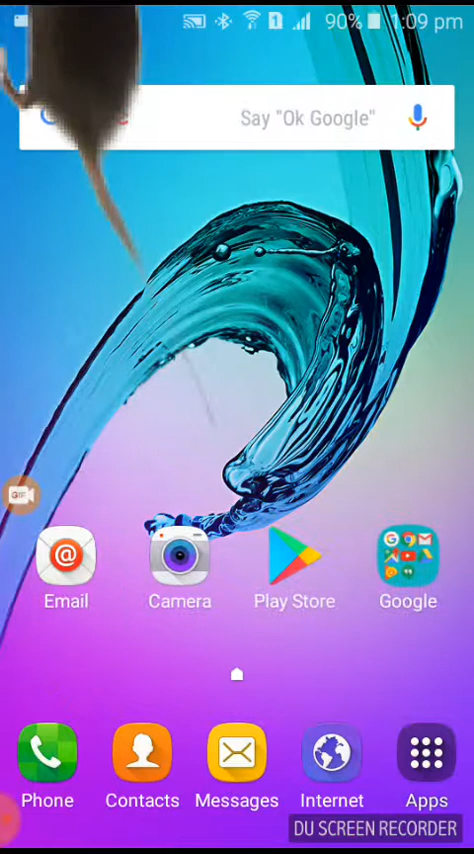 90% 1:09 pm
Say "Ok Google"
GIF
Email Camera Play Store Google
Phone Contacts Messages Internet Apps
DU SCREEN RECORDER